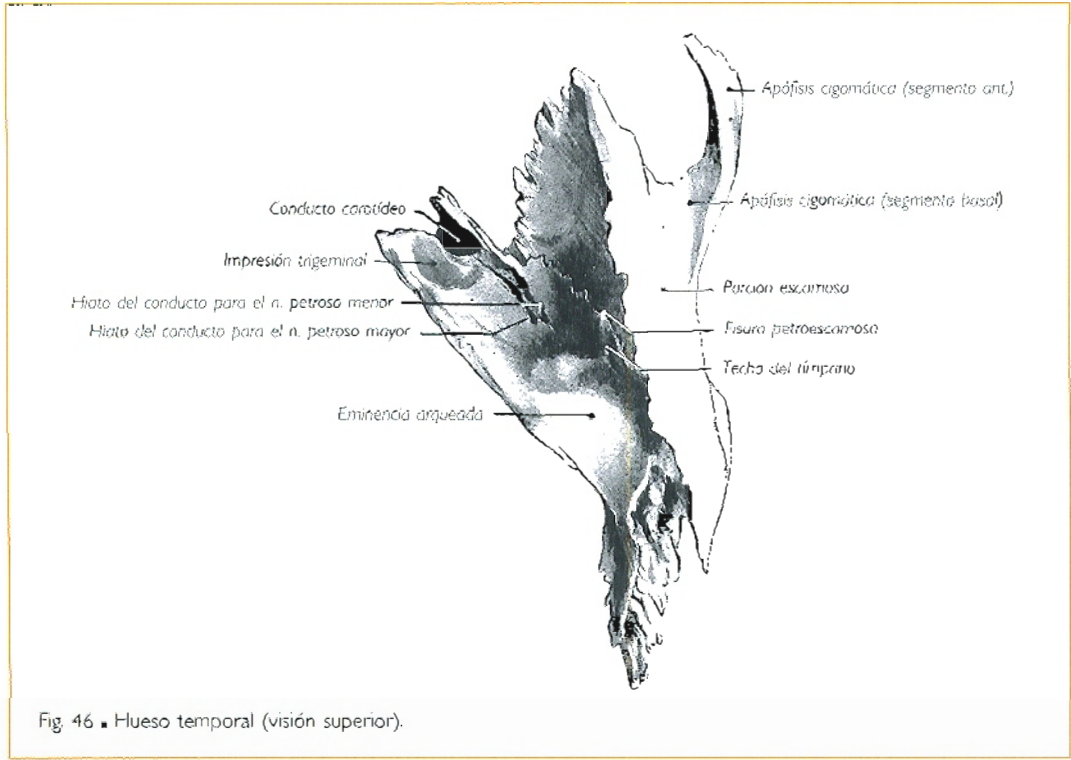 Apófisis cigomática (segmento ant.)
Apófisis cigomática (segmento basal)
Conducto carotídeo
Impresión trigeminal
Porción escamosa
Hiato del conducto para el n. petroso menor
Hiato del conducto para el n. petroso mayor
Fisura petroescamosa
Techo del tímpano
Eminencia arqueada
Fig. 46 ▪ Hueso temporal (visión superior).